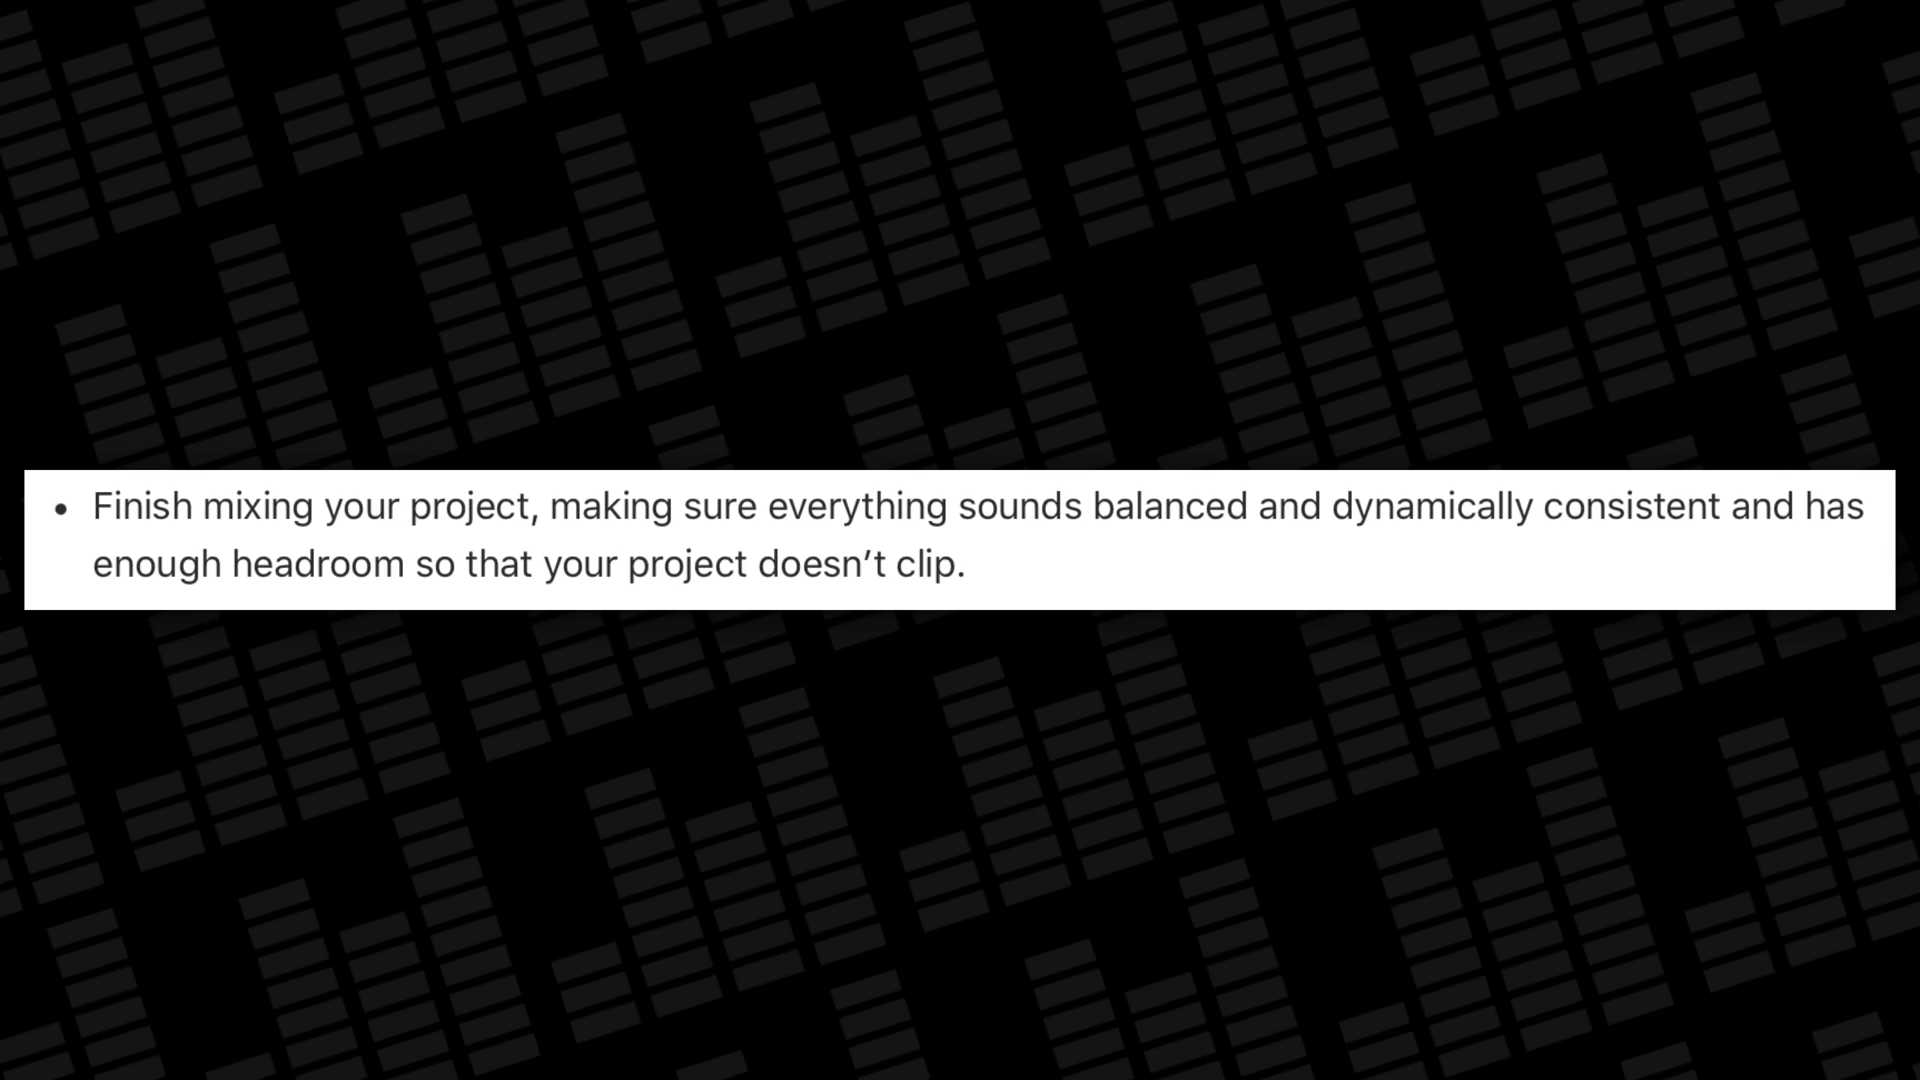 • Finish mixing your project, making sure everything sounds balanced and dynamically consistent and has
enough headroom so that your project doesn’t clip.